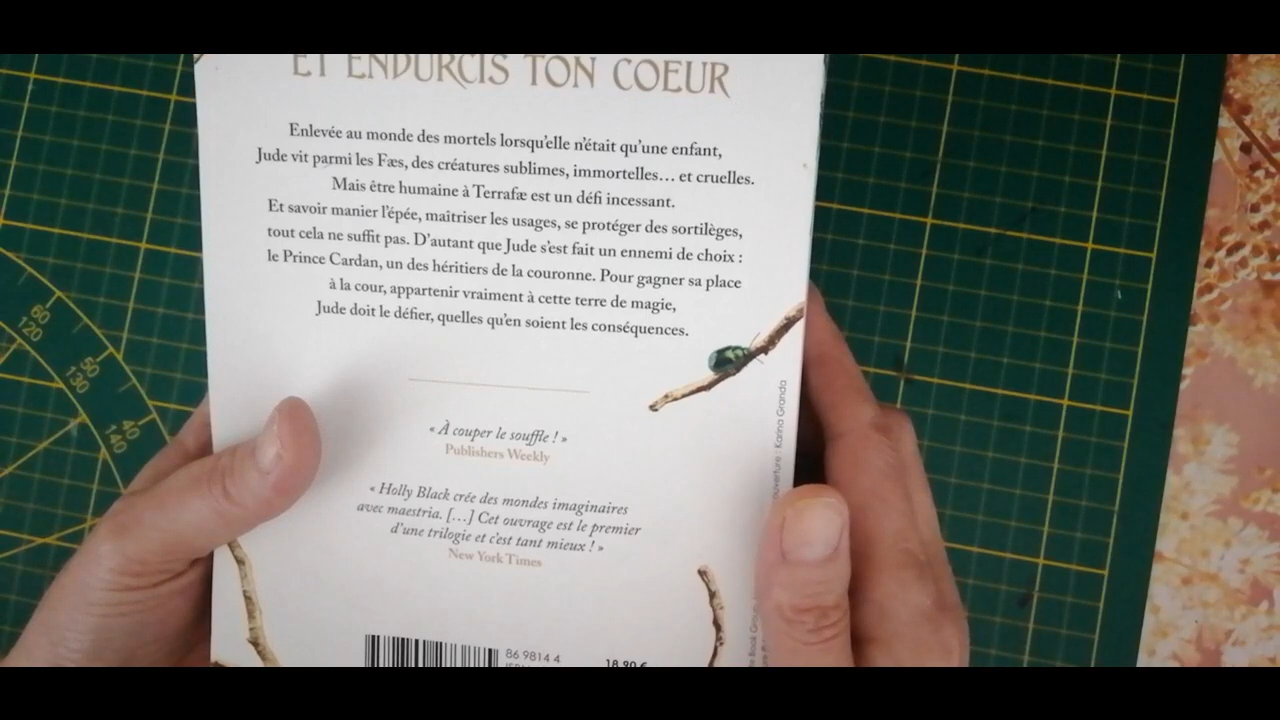 ET ENDURCIS TON COEUR
Enlevée au monde des mortels lorsqu'elle n'était qu'une enfant,
Jude vit parmi les Fæs, des créatures sublimes, immortelles… et cruelles.
Mais être humaine à Terrafæ est un défi incessant.
Et savoir manier l'épée, maîtriser les usages, se protéger des sortilèges,
tout cela ne suffit pas. D'autant que Jude s'est fait un ennemi de choix :
le Prince Cardan, un des héritiers de la couronne. Pour gagner sa place
à la cour, appartenir vraiment à cette terre de magie,
Jude doit le défier, quelles qu'en soient les conséquences.
« À couper le souffle ! »
Publishers Weekly
« Holly Black crée des mondes imaginaires
avec maestria. […] Cet ouvrage est le premier
d'une trilogie et c'est tant mieux ! »
New York Times
86 9814 4
18,90 €
: Karina Granda
60
120
50
130
40
140